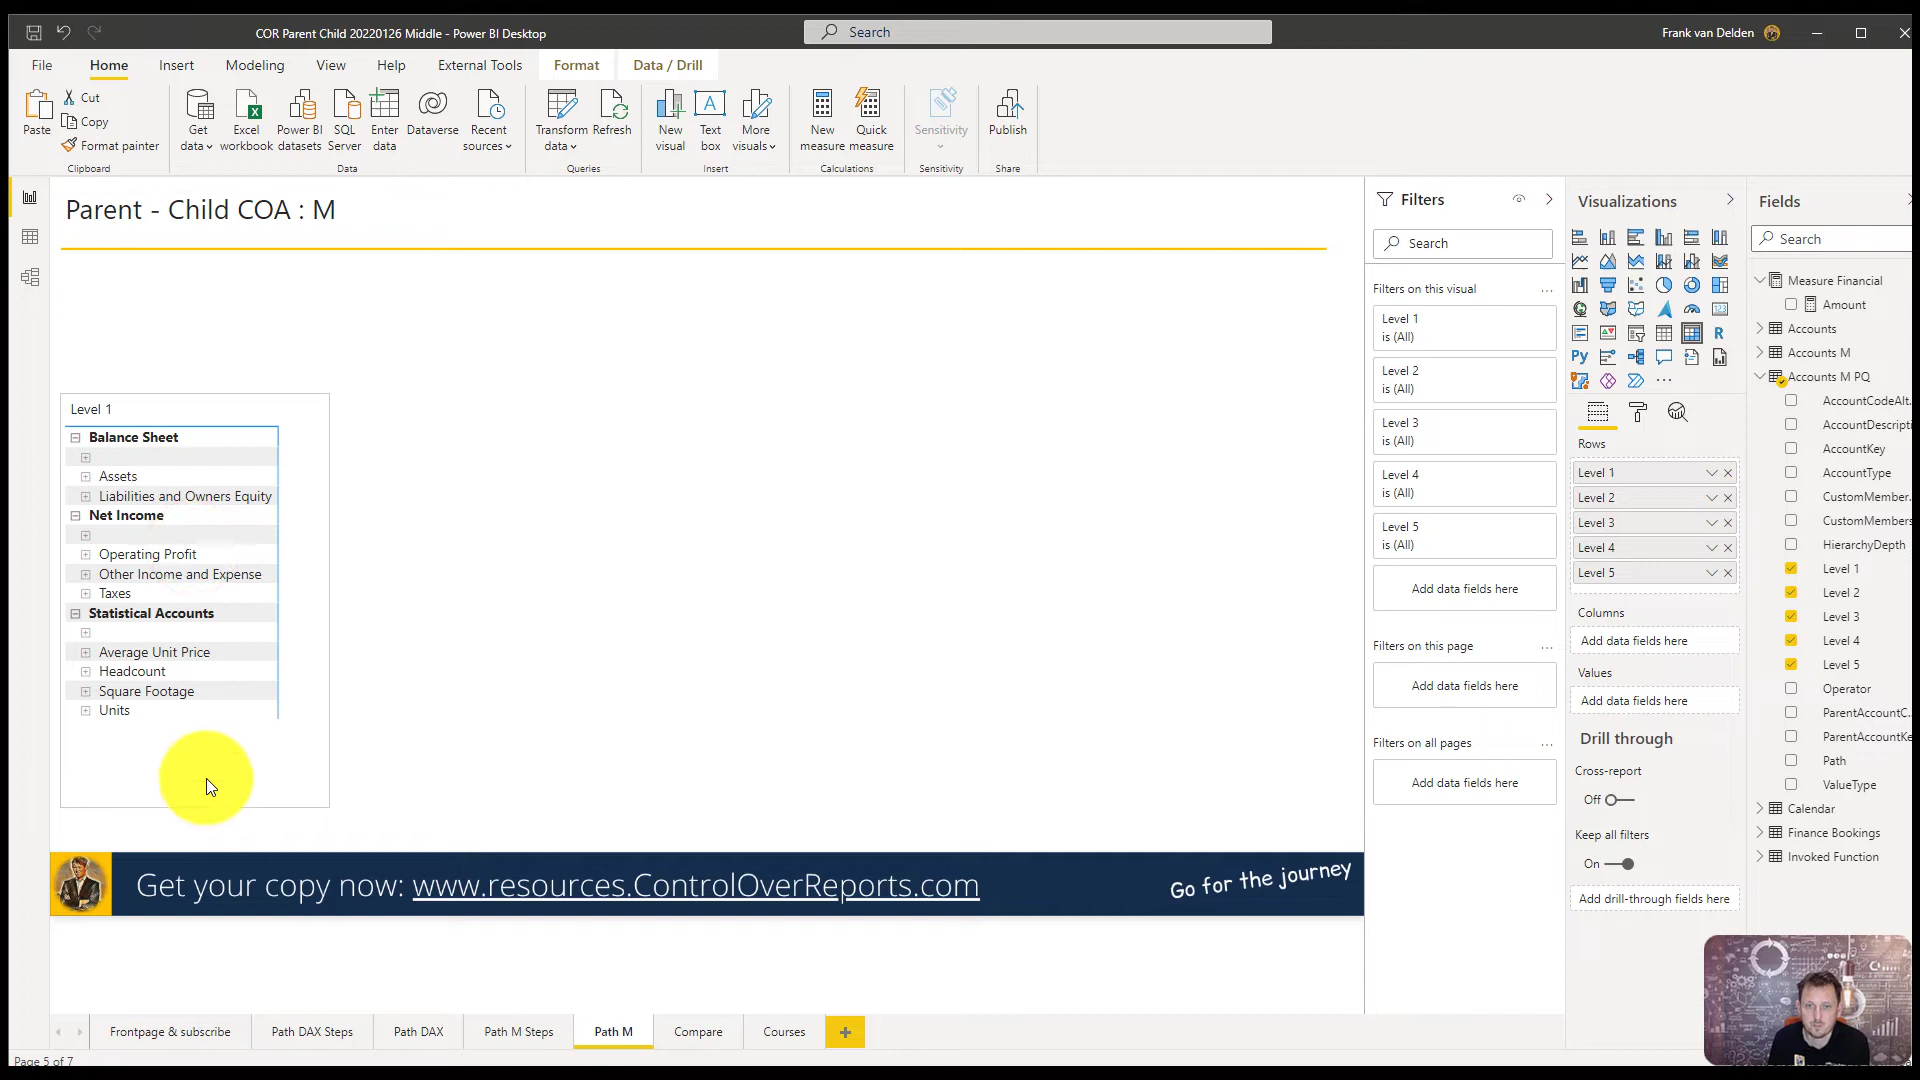 COR Parent Child 20220126 Middle - Power BI Desktop
Search
Frank van Delden
File
Home
Insert
Modeling
View
Help
External Tools
Format
Data / Drill
Paste
Cut
Copy
Format painter
Get data
Excel workbook
Power BI datasets
SQL Server
Enter data
Dataverse
Recent sources
Transform data
Refresh
New visual
Text box
More visuals
New measure
Quick measure
Sensitivity
Publish
Clipboard
Data
Queries
Insert
Calculations
Sensitivity
Share
Parent - Child COA : M
Level 1
Balance Sheet
Assets
Liabilities and Owners Equity
Net Income
Operating Profit
Other Income and Expense
Taxes
Statistical Accounts
Average Unit Price
Headcount
Square Footage
Units
Get your copy now: www.resources.ControlOverReports.com
Go for the journey
Filters
Search
Filters on this visual
Level 1
is (All)
Level 2
is (All)
Level 3
is (All)
Level 4
is (All)
Level 5
is (All)
Add data fields here
Filters on this page
Add data fields here
Filters on all pages
Add data fields here
Visualizations
R
Py
123
Rows
Level 1
Level 2
Level 3
Level 4
Level 5
Columns
Add data fields here
Values
Add data fields here
Drill through
Cross-report
Off
Keep all filters
On
Add drill-through fields here
Fields
Search
Measure Financial
Amount
Accounts
Accounts M
Accounts M PQ
AccountCodeAlt...
AccountDescripti
AccountKey
AccountType
CustomMember...
CustomMembers
HierarchyDepth
Level 1
Level 2
Level 3
Level 4
Level 5
Operator
ParentAccountC...
ParentAccountKe
Path
ValueType
Calendar
Finance Bookings
Invoked Function
Frontpage & subscribe
Path DAX Steps
Path DAX
Path M Steps
Path M
Compare
Courses
Page 5 of 7